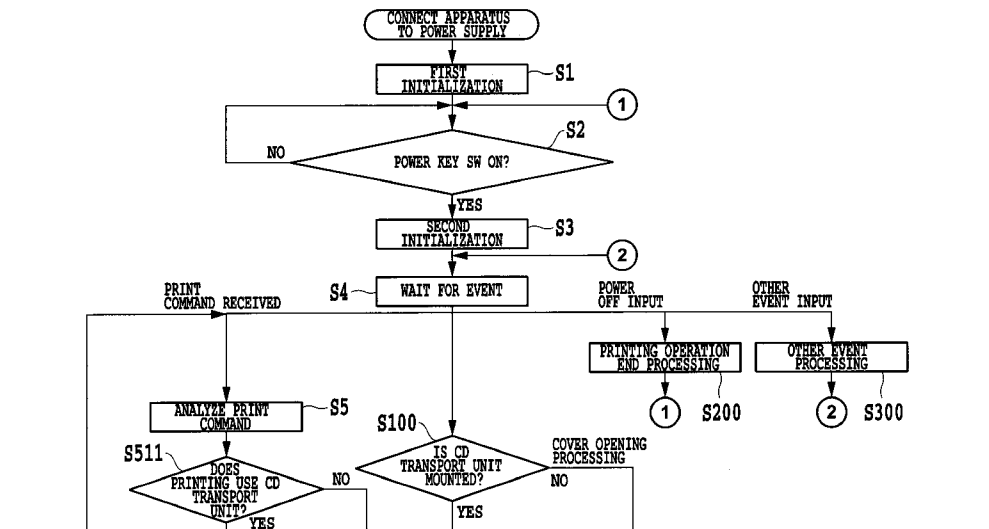 CONNECT APPARATUS
TO POWER SUPPLY
FIRST
INITIALIZATION
S1
1
S2
NO
POWER KEY SW ON?
YES
SECOND
INITIALIZATION
S3
2
S4
WAIT FOR EVENT
PRINT
COMMAND RECEIVED
POWER
OFF INPUT
OTHER
EVENT INPUT
PRINTING OPERATION
END PROCESSING
OTHER EVENT
PROCESSING
1
S200
2
S300
ANALYZE PRINT
COMMAND
S5
S100
IS CD
TRANSPORT UNIT
MOUNTED?
COVER OPENING
PROCESSING
NO
YES
S511
DOES
PRINTING USE CD
TRANSPORT
UNIT?
NO
YES